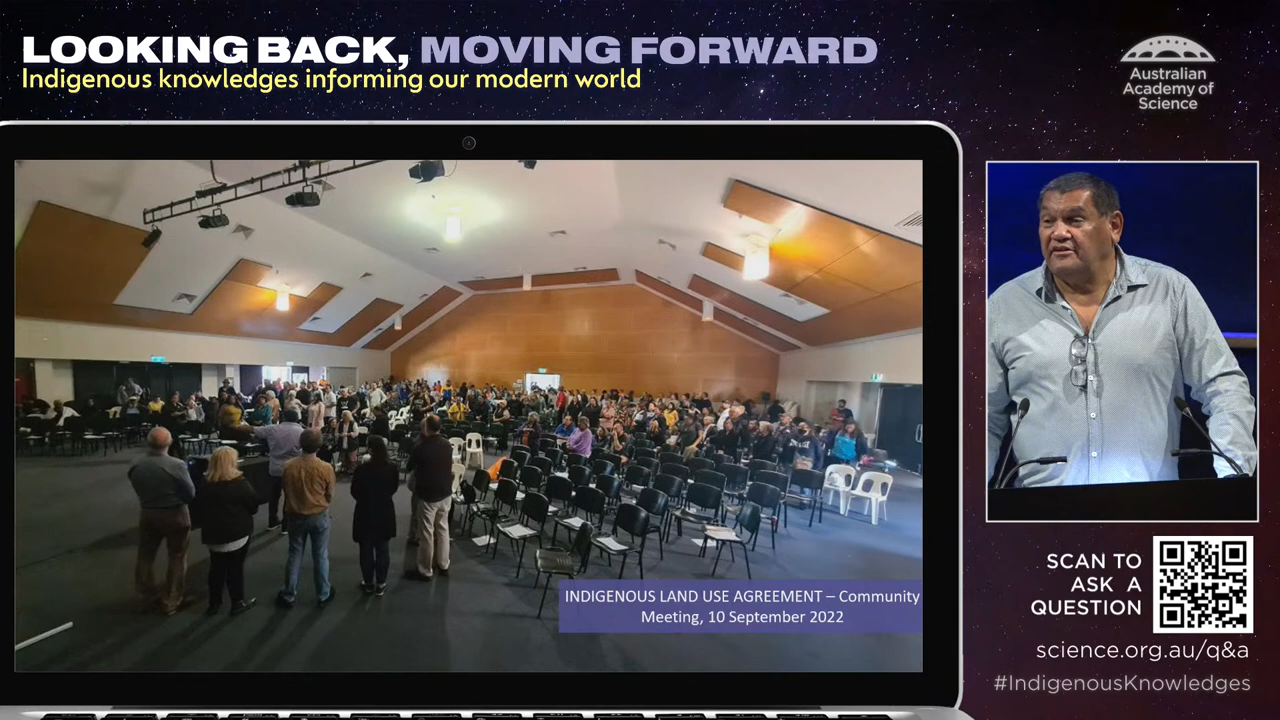 LOOKING BACK, MOVING FORWARD
Indigenous knowledges informing our modern world
Australian
Academy of
Science
INDIGENOUS LAND USE AGREEMENT – Community
Meeting, 10 September 2022
SCAN TO
ASK A
QUESTION
science.org.au/q&a
#IndigenousKnowledges